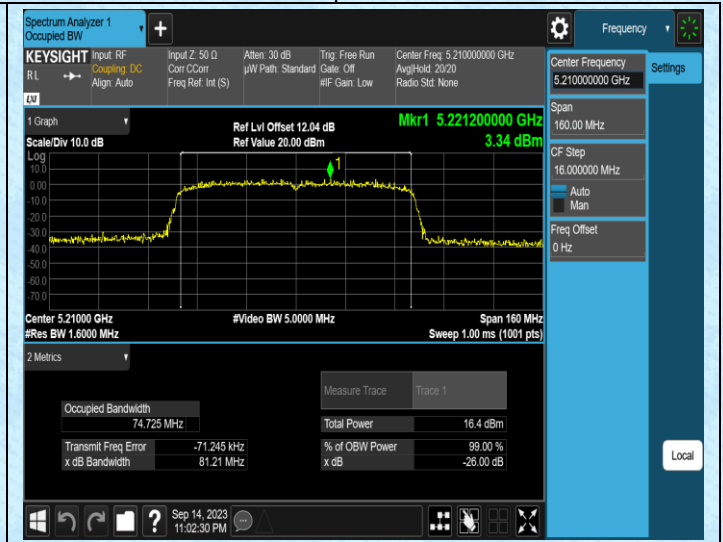 Spectrum Analyzer 1
Occupied BW
Frequency
KEYSIGHT
RL
LXI
Input: RF
Coupling: DC
Align: Auto
Input Z: 50 Ω
Corr CCorr
Freq Ref: Int (S)
Atten: 30 dB
µW Path: Standard
Trig: Free Run
Gate: Off
#IF Gain: Low
Center Freq: 5.210000000 GHz
Avg|Hold: 20/20
Radio Std: None
Center Frequency
5.210000000 GHz
Settings
Span
160.00 MHz
CF Step
16.000000 MHz
Auto
Man
Freq Offset
0 Hz
Local
1 Graph
Scale/Div 10.0 dB
Ref Lvl Offset 12.04 dB
Ref Value 20.00 dBm
Mkr1 5.221200000 GHz
3.34 dBm
Log
10.0
0.00
-10.0
-20.0
-30.0
-40.0
-50.0
-60.0
-70.0
1
Center 5.21000 GHz
#Res BW 1.6000 MHz
#Video BW 5.0000 MHz
Span 160 MHz
Sweep 1.00 ms (1001 pts)
2 Metrics
Measure Trace
Trace 1
Occupied Bandwidth
74.725 MHz
Total Power
16.4 dBm
Transmit Freq Error
-71.245 kHz
% of OBW Power
99.00 %
x dB Bandwidth
81.21 MHz
x dB
-26.00 dB
?
Sep 14, 2023
11:02:30 PM